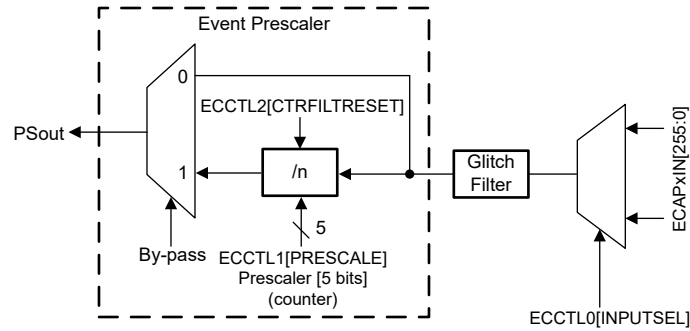 Event Prescaler
0
ECCTL2[CTRFILTRESET]
PSout
1
/n
Glitch
Filter
ECAPxIN[255:0]
5
By-pass
ECCTL1[PRESCALE]
Prescaler [5 bits]
(counter)
ECCTL0[INPUTSEL]